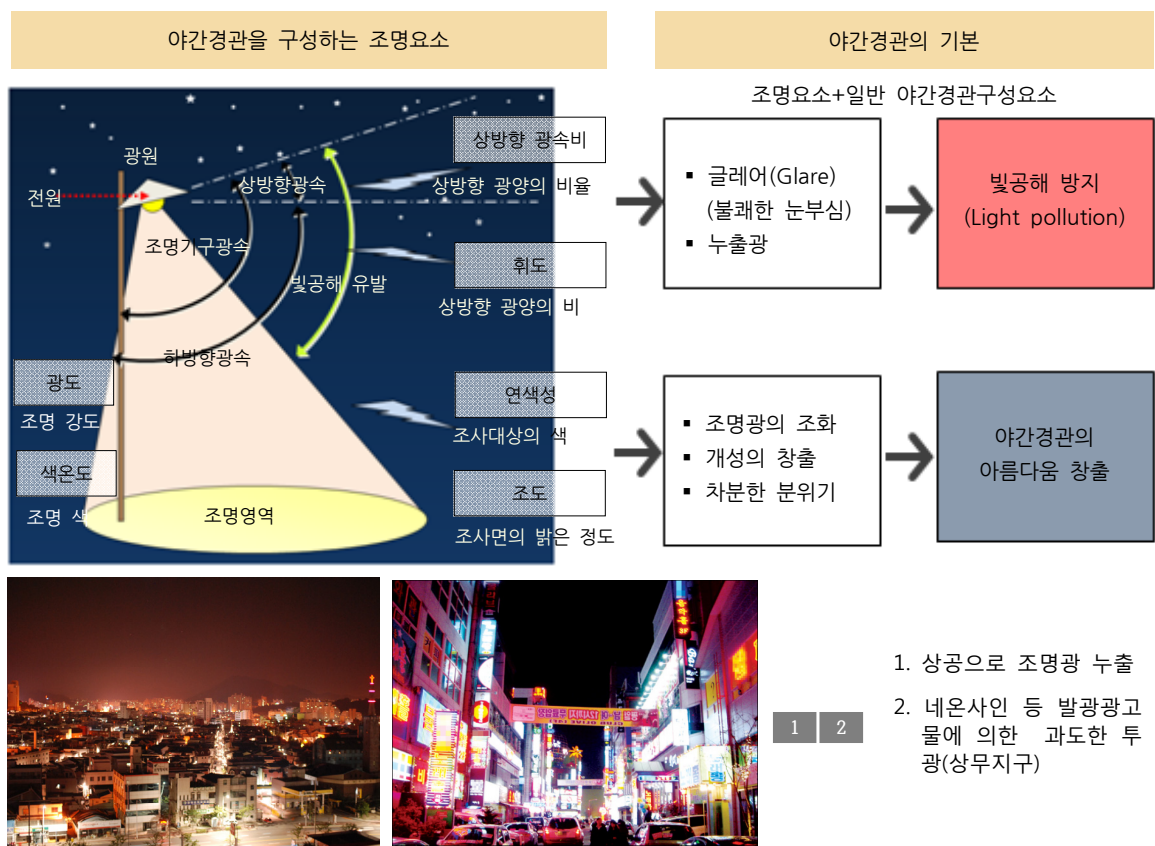 야간경관을 구성하는 조명요소
야간경관의 기본
조명요소+일반 야간경관구성요소
광원
전원
상방향광속
조명기구광속
빛공해 유발
하방향광속
상방향 광속비
상방향 광양의 비율
휘도
상방향 광양의 비
광도
조명 강도
연색성
조사대상의 색
색온도
조명 색
조도
조사면의 밝은 정도
조명영역
▪ 글레어(Glare)
(불쾌한 눈부심)
▪ 누출광
빛공해 방지
(Light pollution)
▪ 조명광의 조화
▪ 개성의 창출
▪ 차분한 분위기
야간경관의
아름다움 창출
1 2
1. 상공으로 조명광 누출
2. 네온사인 등 발광광고
물에 의한 과도한 투
광(상무지구)